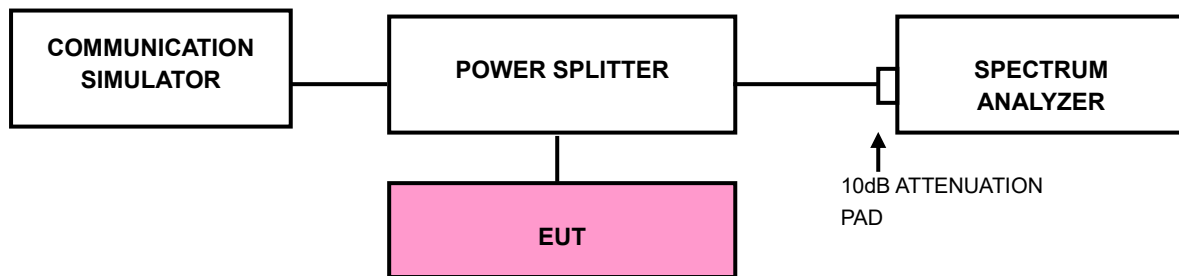 COMMUNICATION
SIMULATOR
POWER SPLITTER
SPECTRUM
ANALYZER
10dB ATTENUATION
PAD
EUT